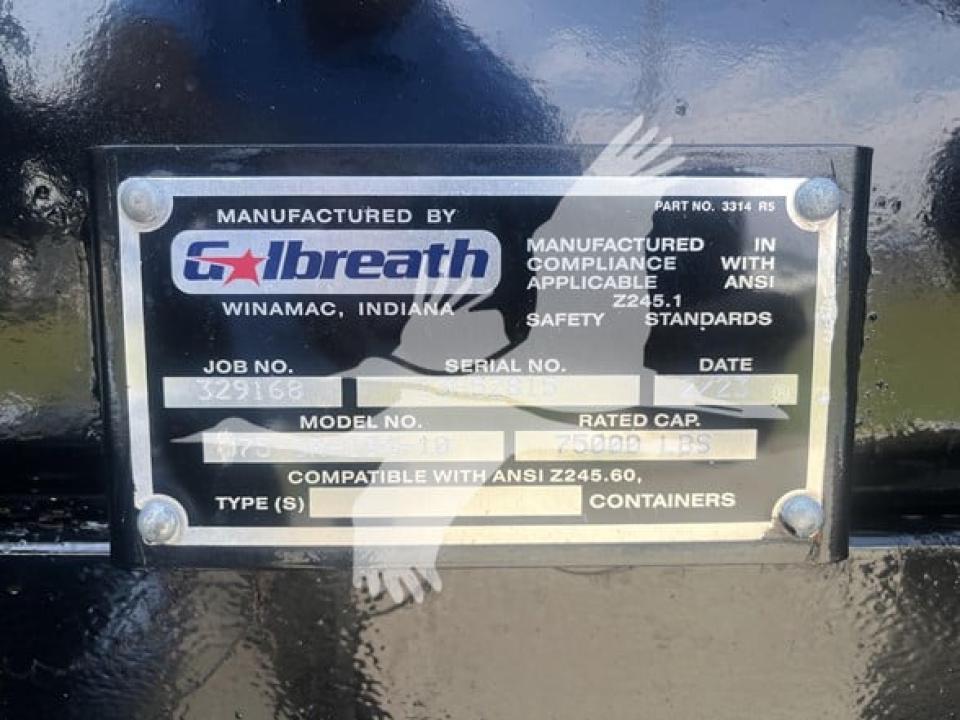 PART NO. 3314 R5
MANUFACTURED BY
Galbreath
WINAMAC, INDIANA
MANUFACTURED IN
COMPLIANCE WITH
APPLICABLE ANSI
Z245.1
SAFETY STANDARDS
JOB NO. SERIAL NO. DATE
329168
MODEL NO. RATED CAP.
75000 LBS
COMPATIBLE WITH ANSI Z245.60,
TYPE (S) CONTAINERS